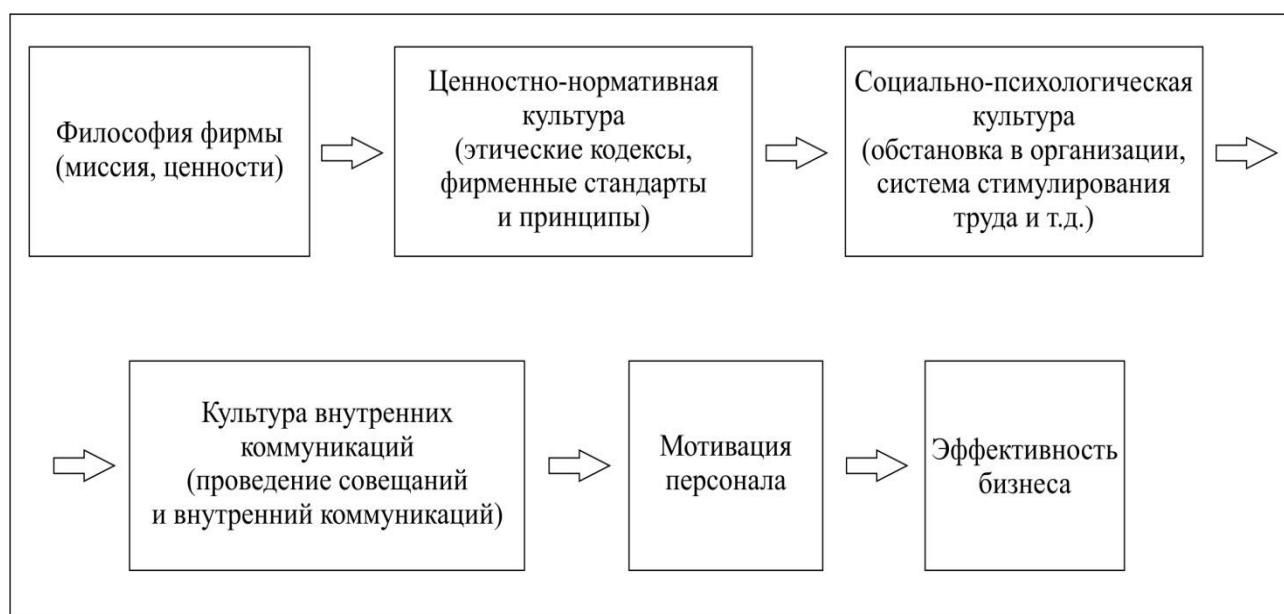 Философия фирмы
(миссия, ценности)
Ценностно-нормативная
культура
(этические кодексы,
фирменные стандарты
и принципы)
Социально-психологическая
культура
(обстановка в организации,
система стимулирования
труда и т.д.)
Культура внутренних
коммуникаций
(проведение совещаний
и внутренний коммуникаций)
Мотивация
персонала
Эффективность
бизнеса